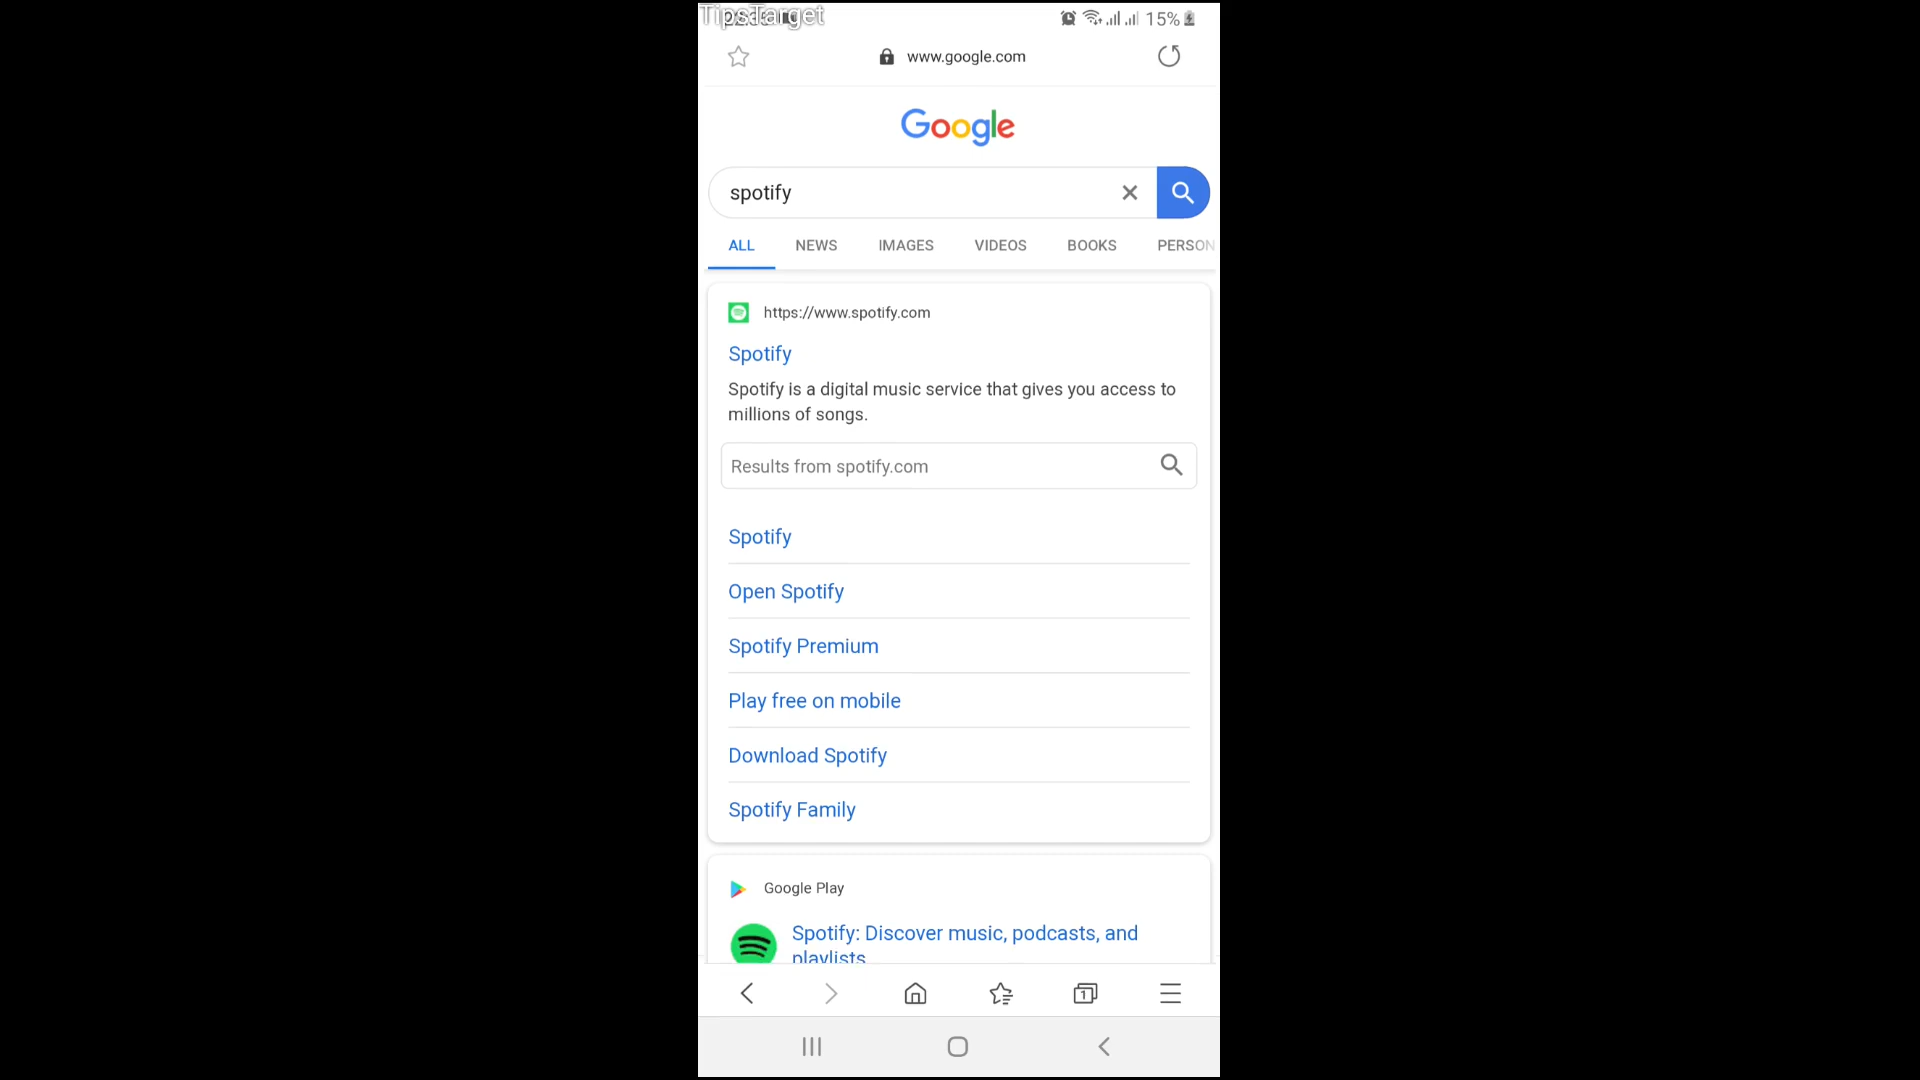 TipsTarget
15%
www.google.com
Google
spotify
ALL NEWS IMAGES VIDEOS BOOKS PERSON
https://www.spotify.com
Spotify
Spotify is a digital music service that gives you access to
millions of songs.
Results from spotify.com
Spotify
Open Spotify
Spotify Premium
Play free on mobile
Download Spotify
Spotify Family
Google Play
Spotify: Discover music, podcasts, and
playlists
1